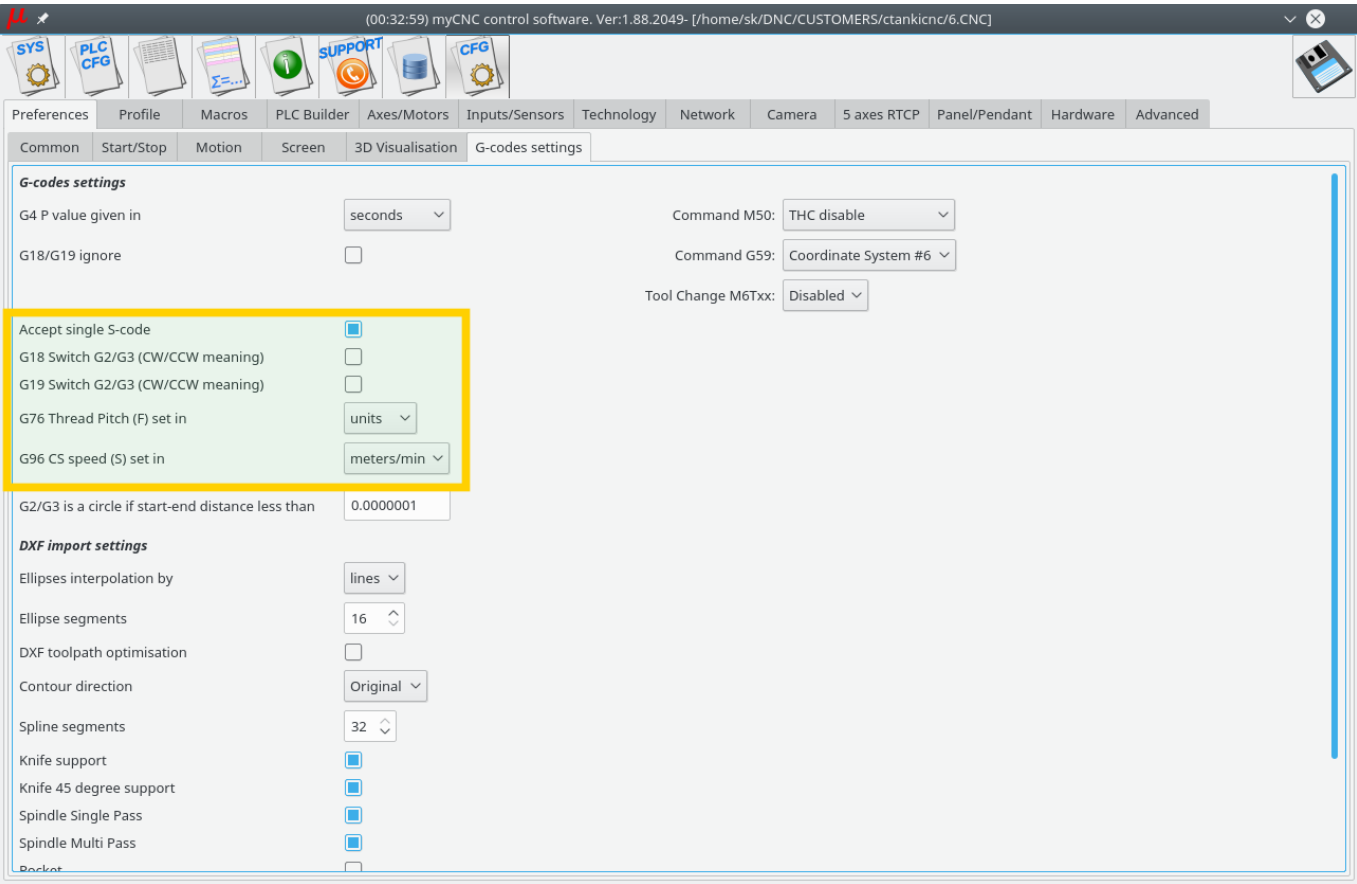 μ (00:32:59) myCNC control software. Ver:1.88.2049- [/home/sk/DNC/CUSTOMERS/ctankicnc/6.CNC]
SYS PLC CFG Σ=... i SUPPORT CFG
Preferences Profile Macros PLC Builder Axes/Motors Inputs/Sensors Technology Network Camera 5 axes RTCP Panel/Pendant Hardware Advanced
Common Start/Stop Motion Screen 3D Visualisation G-codes settings
G-codes settings
G4 P value given in seconds Command M50: THC disable
G18/G19 ignore Command G59: Coordinate System #6
Tool Change M6Txx: Disabled
Accept single S-code
G18 Switch G2/G3 (CW/CCW meaning)
G19 Switch G2/G3 (CW/CCW meaning)
G76 Thread Pitch (F) set in units
G96 CS speed (S) set in meters/min
G2/G3 is a circle if start-end distance less than 0.0000001
DXF import settings
Ellipses interpolation by lines
Ellipse segments 16
DXF toolpath optimisation
Contour direction Original
Spline segments 32
Knife support
Knife 45 degree support
Spindle Single Pass
Spindle Multi Pass
Pocket